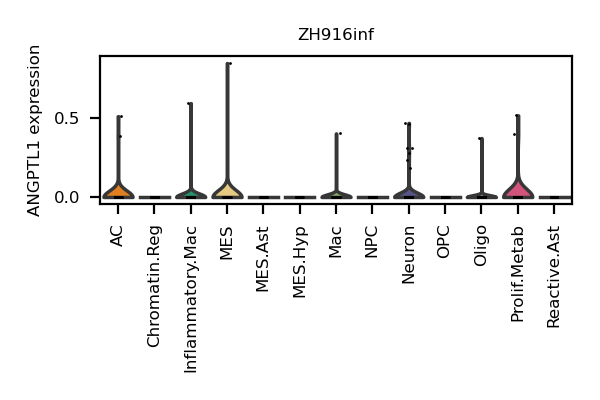 ZH916inf
ANGPTL1 expression
0.5
0.0
AC
Chromatin.Reg
Inflammatory.Mac
MES
MES.Ast
MES.Hyp
Mac
NPC
Neuron
OPC
Oligo
Prolif.Metab
Reactive.Ast